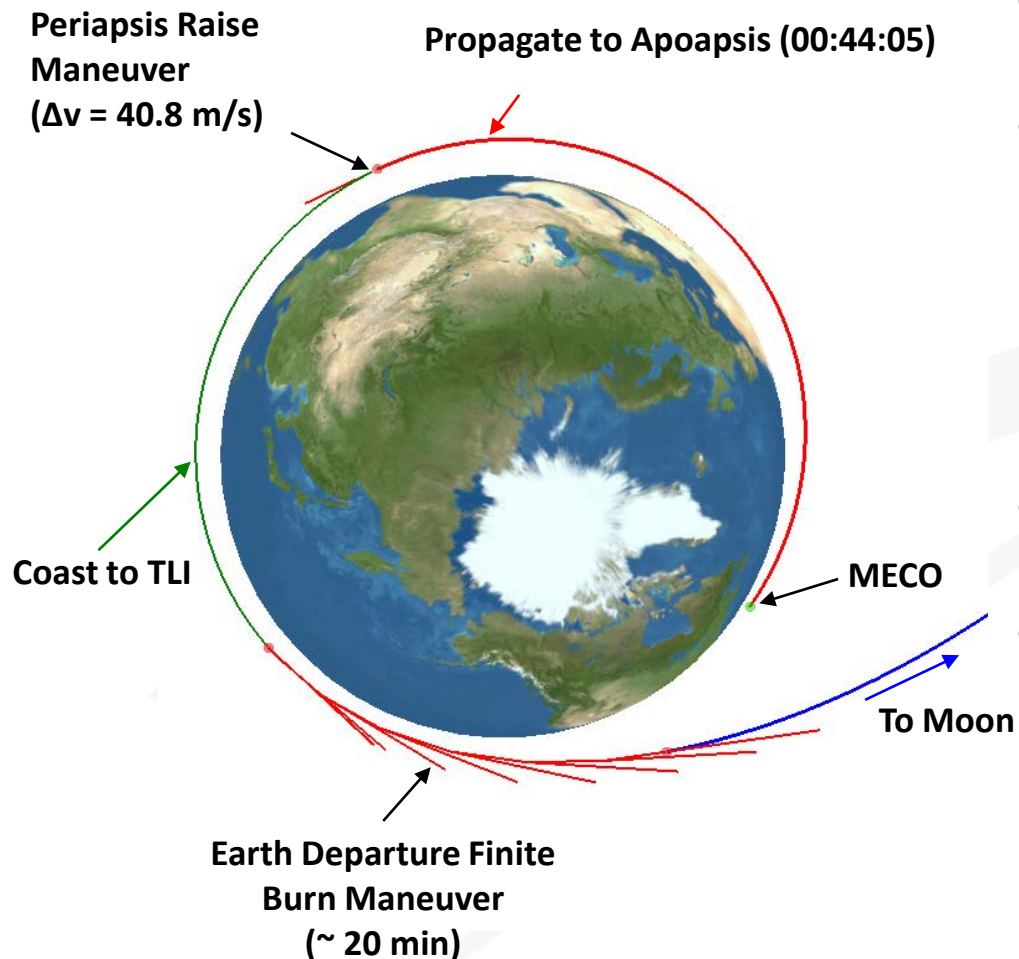 Periapsis Raise
Maneuver
(Δv = 40.8 m/s)
Propagate to Apoapsis (00:44:05)
Coast to TLI
MECO
To Moon
Earth Departure Finite
Burn Maneuver
(~ 20 min)